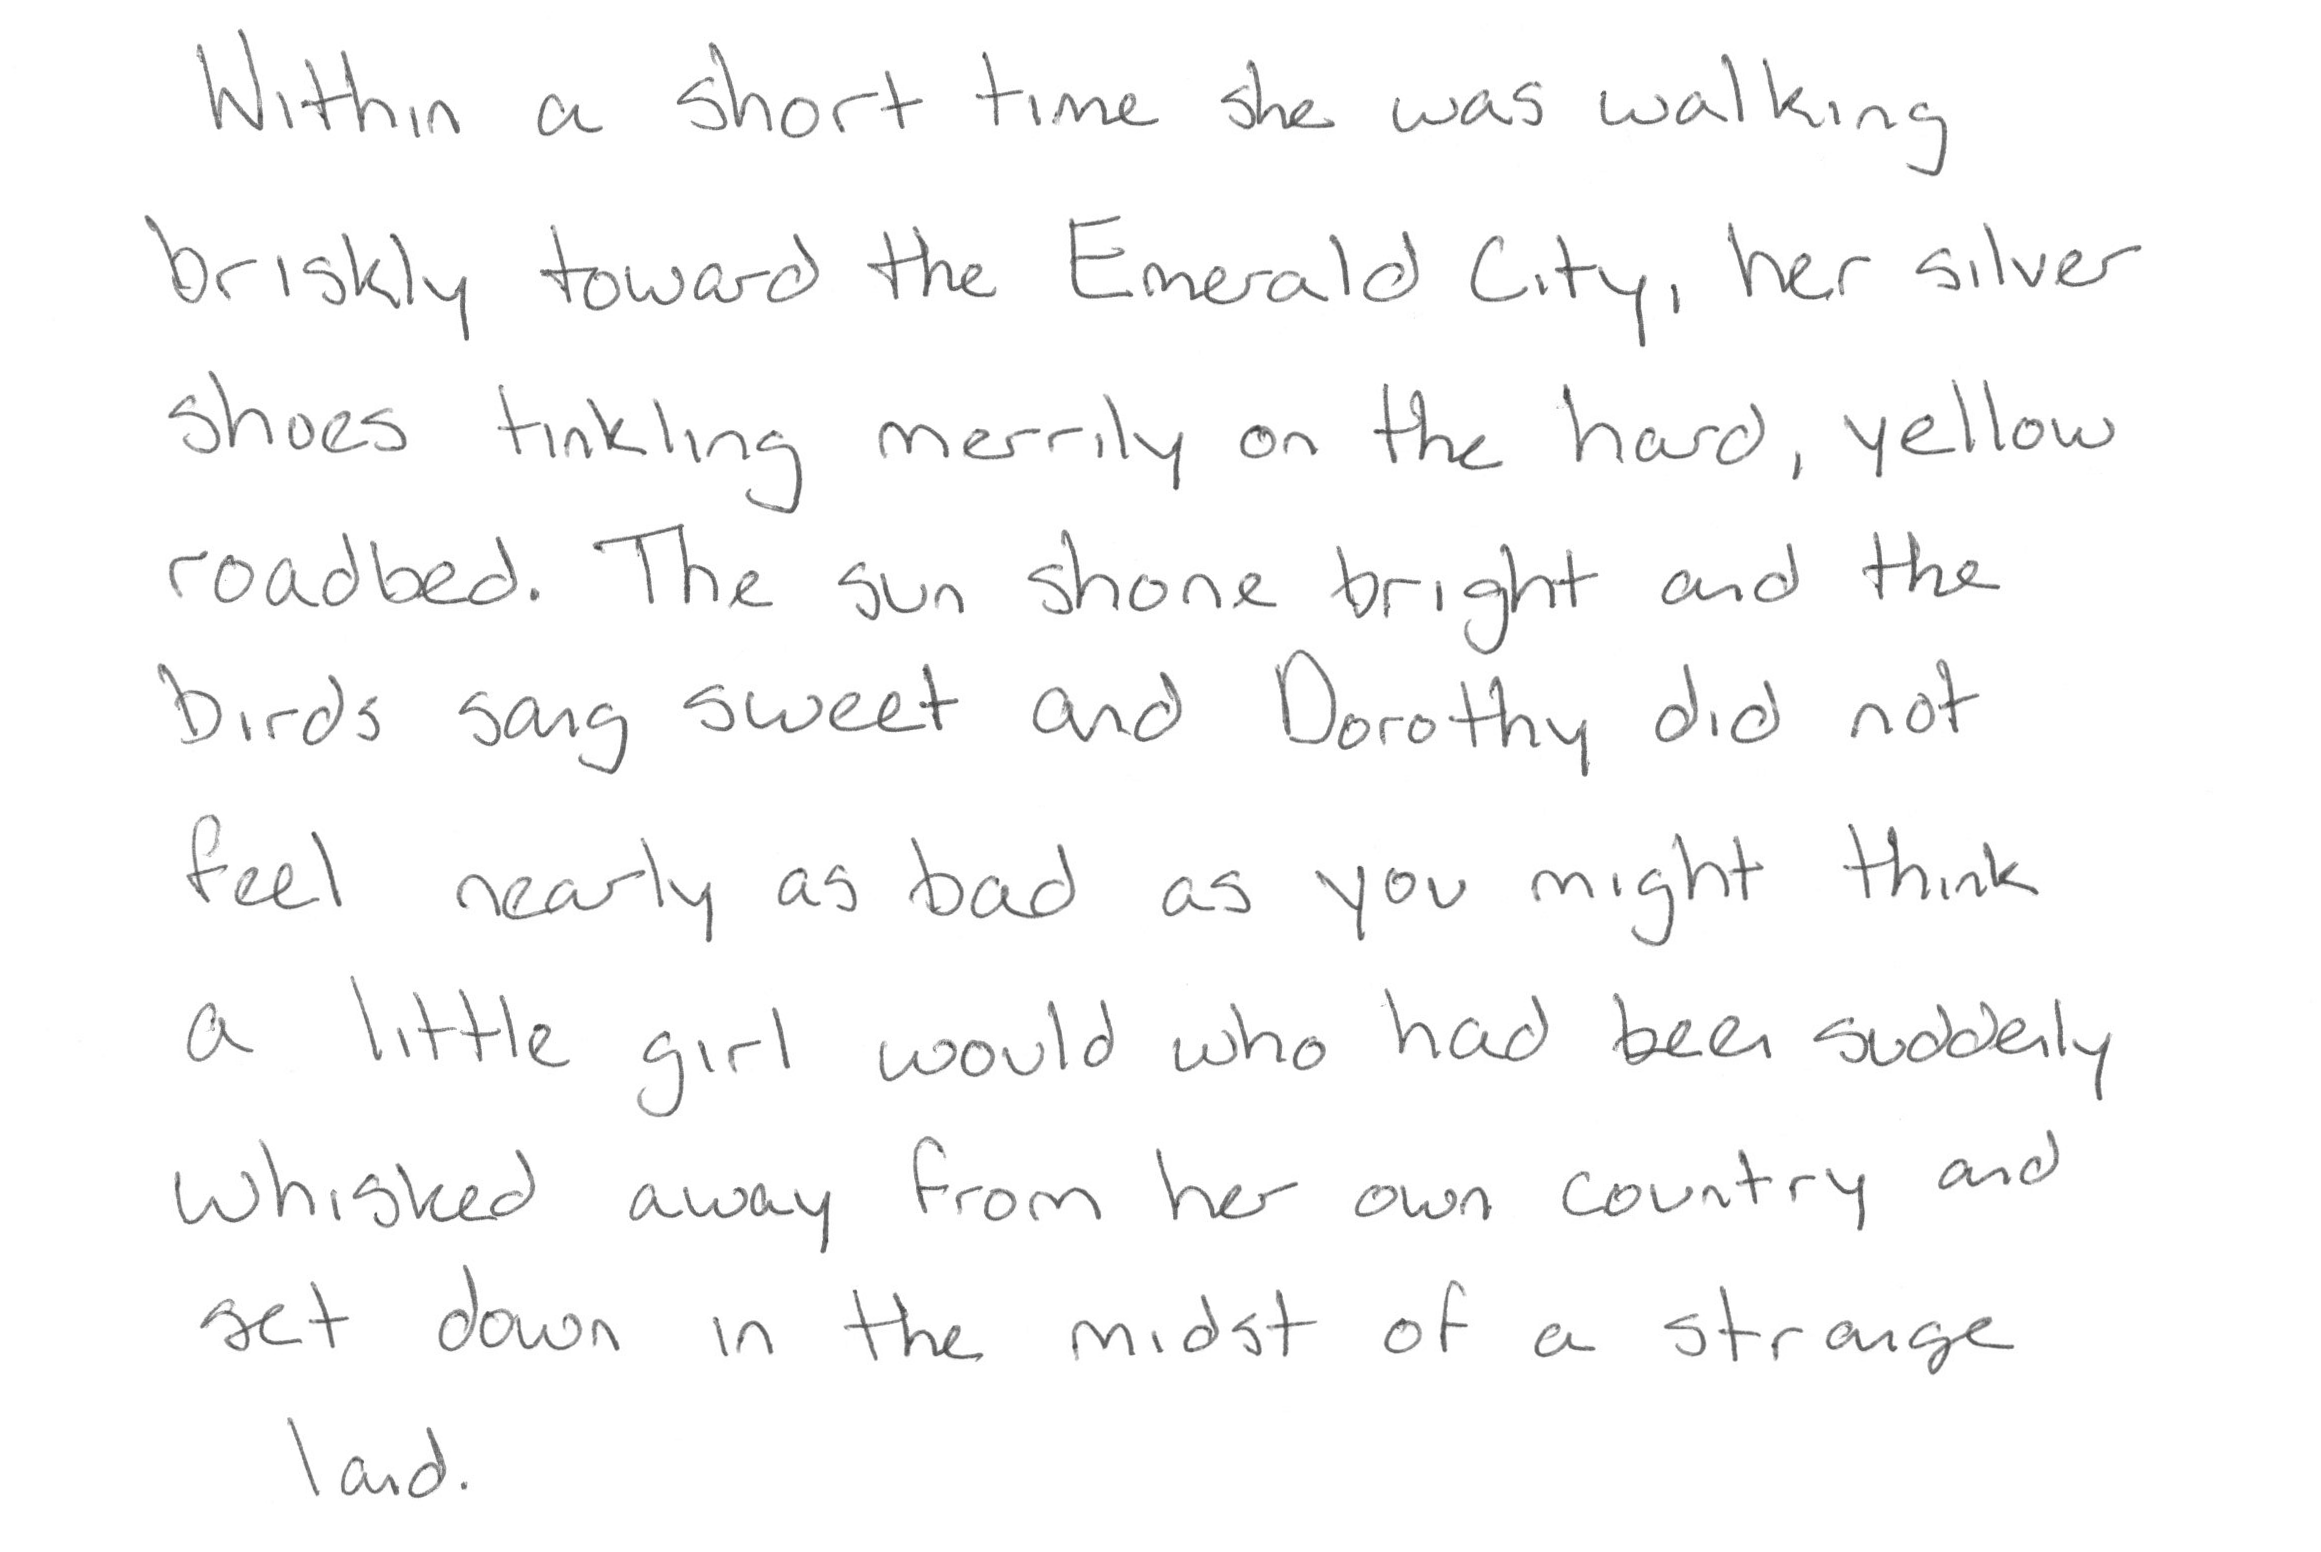 Within a short time she was walking
briskly toward the Emerald City, her silver
shoes tinkling merrily on the hard, yellow
roadbed. The sun shone bright and the
birds sang sweet and Dorothy did not
feel nearly as bad as you might think
a little girl would who had been suddenly
whisked away from her own country and
set down in the midst of a strange
land.